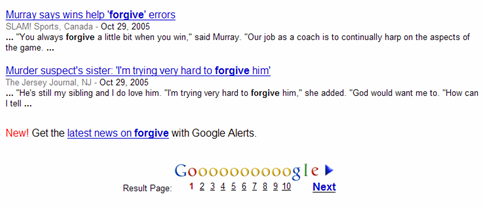 Murray says wins help 'forgive' errors
SLAM! Sports, Canada - Oct 29, 2005
... "You always forgive a little bit when you win," said Murray. "Our job as a coach is to continually harp on the aspects of
the game. ...
Murder suspect's sister: 'I'm trying very hard to forgive him'
The Jersey Journal, NJ - Oct 29, 2005
... "He's still my sibling and I do love him. "I'm trying very hard to forgive him," she added. "God would want me to. "How can
I tell ...
New! Get the latest news on forgive with Google Alerts.
Goooooooooogle
Result Page: 1 2 3 4 5 6 7 8 9 10 Next